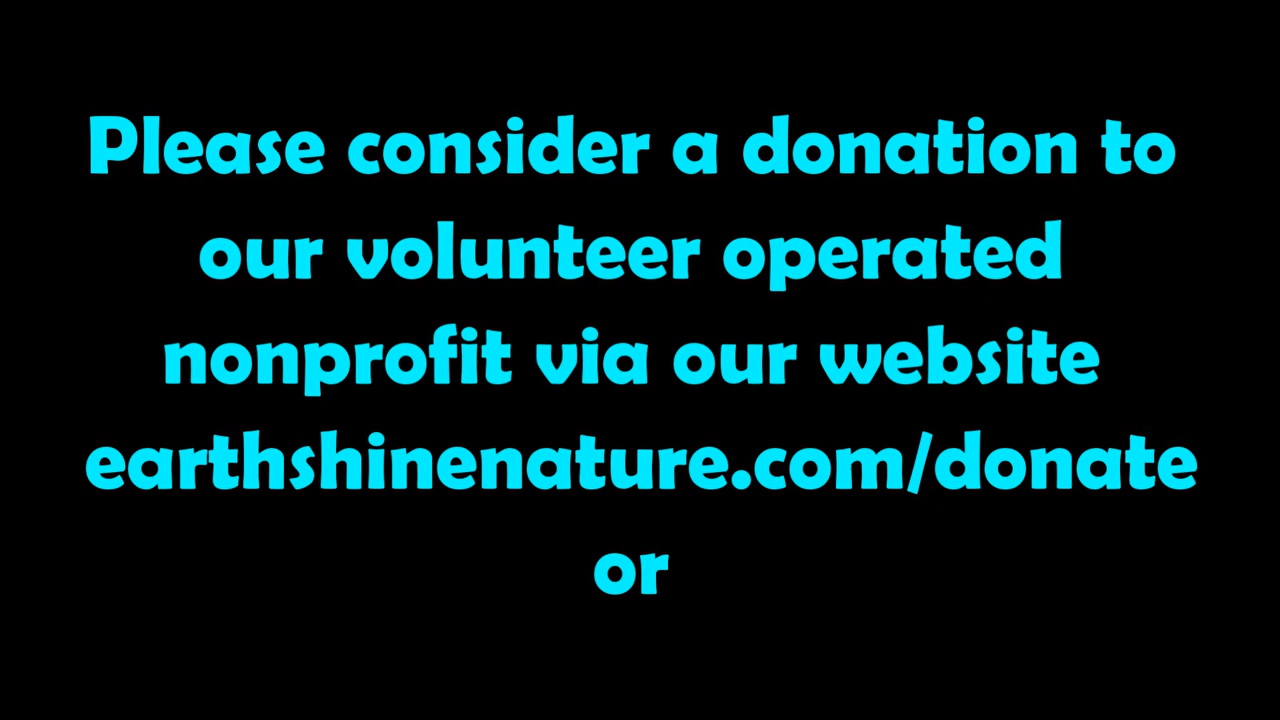 Please consider a donation to
our volunteer operated
nonprofit via our website
earthshinenature.com/donate
or